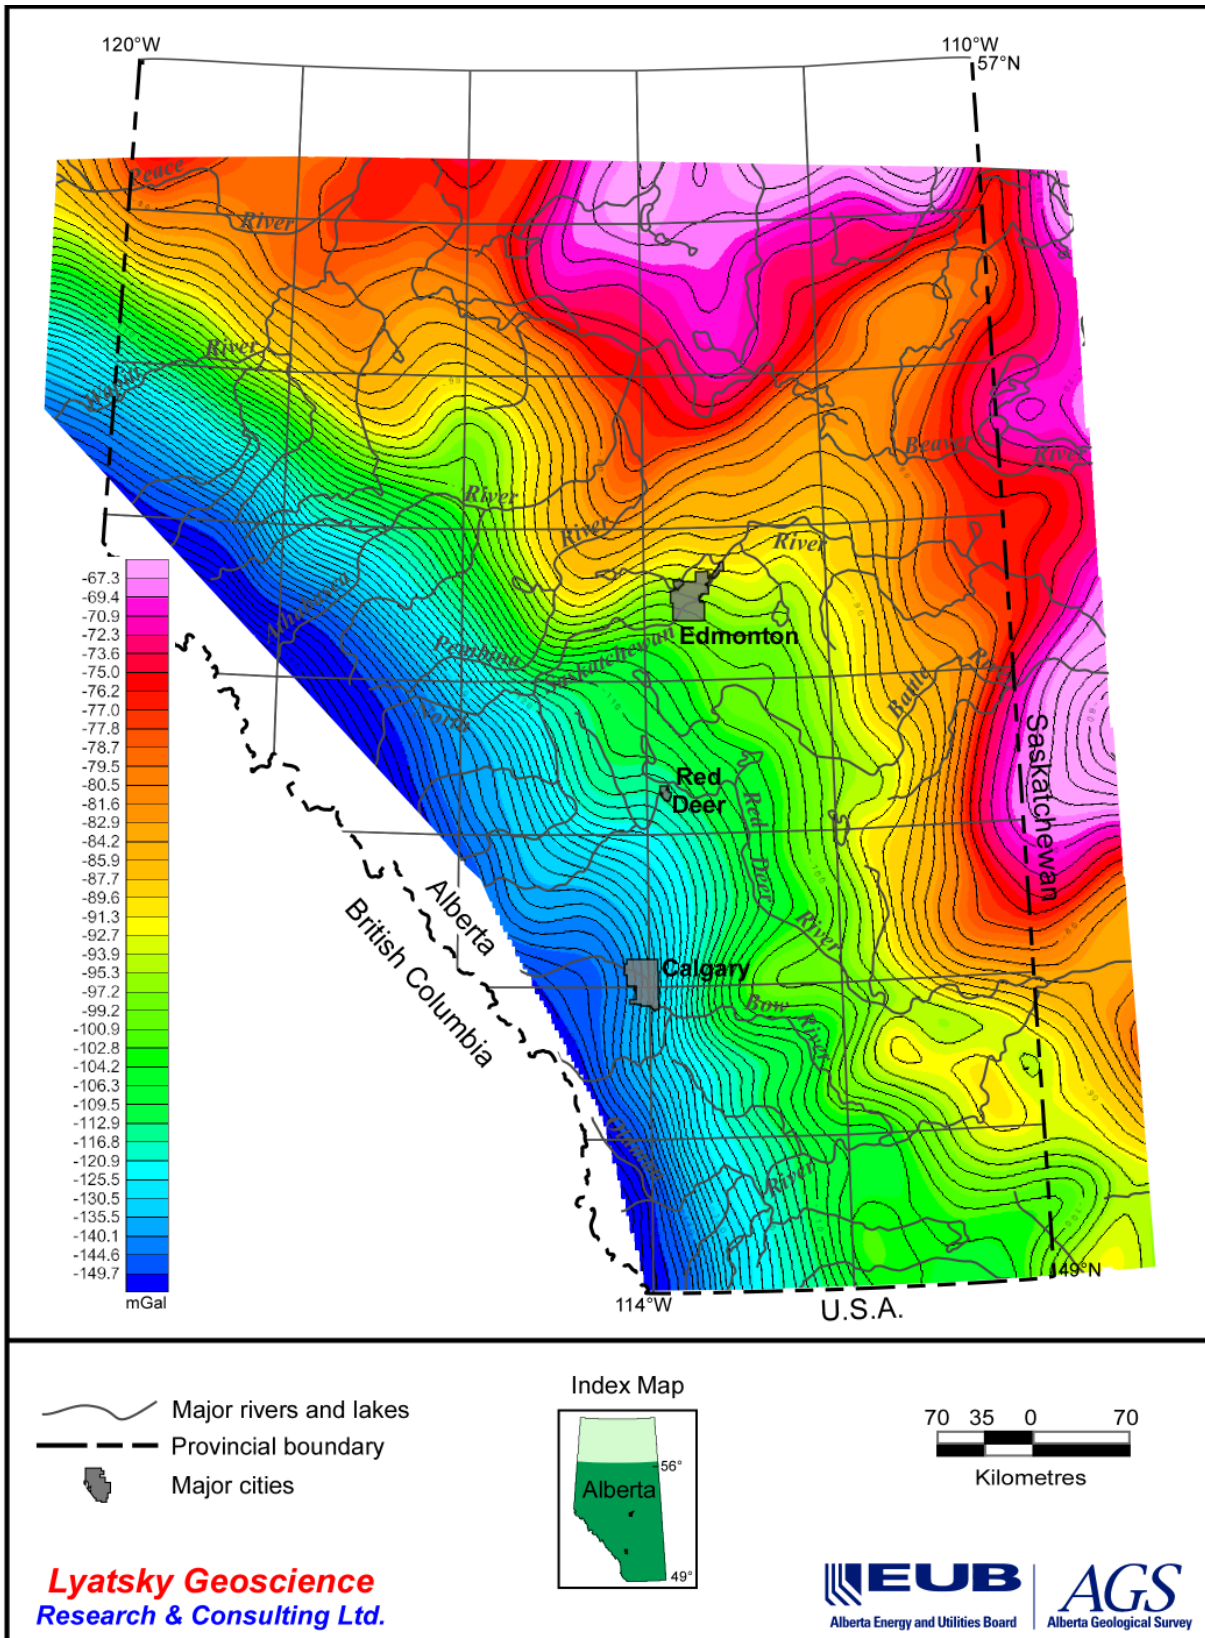 120°W
110°W
57°N
Peace
River
River
Wapiti
Beaver
River
River
River
River
Athabasca
Edmonton
Pembina
Saskatchewan
North
Battle
River
Saskatchewan
Red
Deer
Red
Deer
River
Alberta
British Columbia
Calgary
Bow
River
Oldman
River
-67.3
-69.4
-70.9
-72.3
-73.6
-75.0
-76.2
-77.0
-77.8
-78.7
-79.5
-80.5
-81.6
-82.9
-84.2
-85.9
-87.7
-89.6
-91.3
-92.7
-93.9
-95.3
-97.2
-99.2
-100.9
-102.8
-104.2
-106.3
-109.5
-112.9
-116.8
-120.9
-125.5
-130.5
-135.5
-140.1
-144.6
-149.7
mGal
114°W
49°N
U.S.A.
Major rivers and lakes
Provincial boundary
Major cities
Index Map
56°
Alberta
49°
70 35 0 70
Kilometres
Lyatsky Geoscience
Research & Consulting Ltd.
EUB
Alberta Energy and Utilities Board
AGS
Alberta Geological Survey